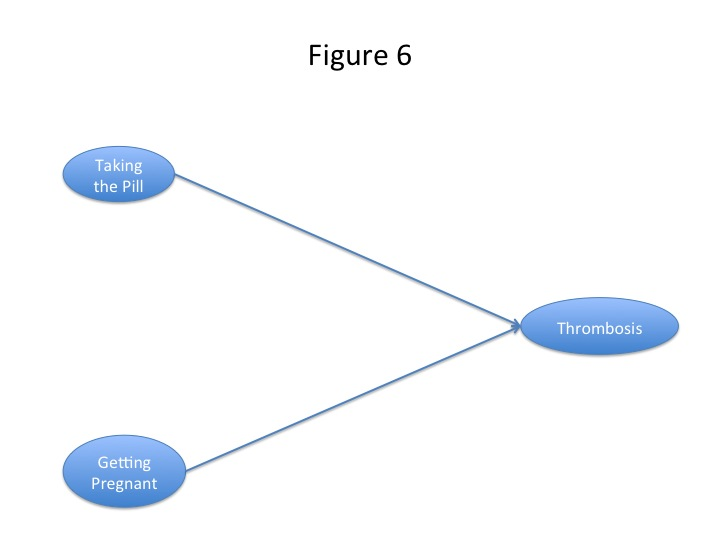 Figure 6
Taking
the Pill
Thrombosis
Getting
Pregnant